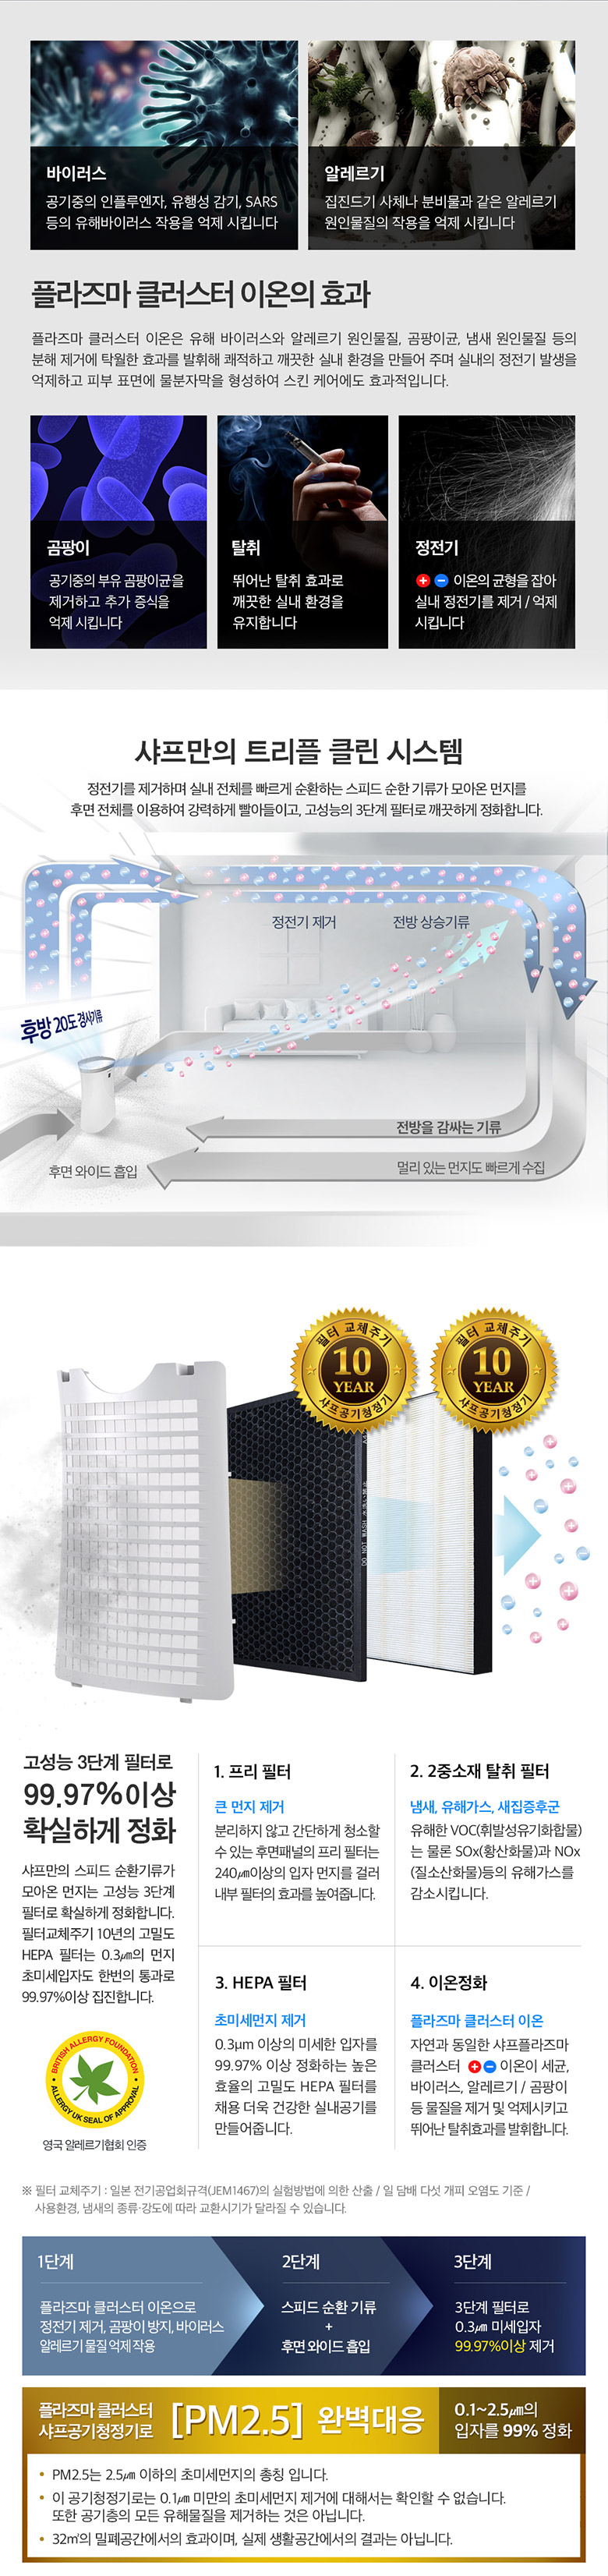 바이러스
공기중의 인플루엔자, 유행성 감기, SARS
등의 유해바이러스 작용을 억제 시킵니다
알레르기
집진드기 사체나 분비물과 같은 알레르기
원인물질의 작용을 억제 시킵니다
플라즈마 클러스터 이온의 효과
플라즈마 클러스터 이온은 유해 바이러스와 알레르기 원인물질, 곰팡이균, 냄새 원인물질 등의
분해 제거에 탁월한 효과를 발휘해 쾌적하고 깨끗한 실내 환경을 만들어 주며 실내의 정전기 발생을
억제하고 피부 표면에 물분자막을 형성하여 스킨 케어에도 효과적입니다.
곰팡이
공기중의 부유 곰팡이균을
제거하고 추가 증식을
억제 시킵니다
탈취
뛰어난 탈취 효과로
깨끗한 실내 환경을
유지합니다
정전기
+ - 이온의 균형을 잡아
실내 정전기를 제거 / 억제
시킵니다
샤프만의 트리플 클린 시스템
정전기를 제거하며 실내 전체를 빠르게 순환하는 스피드 순한 기류가 모아온 먼지를
후면 전체를 이용하여 강력하게 빨아들이고, 고성능의 3단계 필터로 깨끗하게 정화합니다.
정전기 제거
전방 상승기류
후방 20도 경사기류
전방을 감싸는 기류
후면 와이드 흡입
멀리 있는 먼지도 빠르게 수집
필터 교체주기
10
YEAR
샤프공기청정기
필터 교체주기
10
YEAR
샤프공기청정기
고성능 3단계 필터로
99.97%이상
확실하게 정화
샤프만의 스피드 순환기류가
모아온 먼지는 고성능 3단계
필터로 확실하게 정화합니다.
필터교체주기 10년의 고밀도
HEPA 필터는 0.3㎛의 먼지
초미세입자도 한번의 통과로
99.97%이상 집진합니다.
BRITISH ALLERGY FOUNDATION
ALLERGY UK SEAL OF APPROVAL
영국 알레르기협회 인증
1. 프리 필터
큰 먼지 제거
분리하지 않고 간단하게 청소할
수 있는 후면패널의 프리 필터는
240㎛이상의 입자 먼지를 걸러
내부 필터의 효과를 높여줍니다.
2. 2중소재 탈취 필터
냄새, 유해가스, 새집증후군
유해한 VOC(휘발성유기화합물)
는 물론 SOx(황산화물)과 NOx
(질소산화물)등의 유해가스를
감소시킵니다.
3. HEPA 필터
초미세먼지 제거
0.3μm 이상의 미세한 입자를
99.97% 이상 정화하는 높은
효율의 고밀도 HEPA 필터를
채용 더욱 건강한 실내공기를
만들어줍니다.
4. 이온정화
플라즈마 클러스터 이온
자연과 동일한 샤프플라즈마
클러스터 + - 이온이 세균,
바이러스, 알레르기 / 곰팡이
등 물질을 제거 및 억제시키고
뛰어난 탈취효과를 발휘합니다.
※ 필터 교체주기 : 일본 전기공업회규격(JEM1467)의 실험방법에 의한 산출 / 일 담배 다섯 개피 오염도 기준 /
사용환경, 냄새의 종류·강도에 따라 교환시기가 달라질 수 있습니다.
1단계
플라즈마 클러스터 이온으로
정전기 제거, 곰팡이 방지, 바이러스
알레르기 물질 억제 작용
2단계
스피드 순환 기류
+
후면 와이드 흡입
3단계
3단계 필터로
0.3㎛ 미세입자
99.97%이상 제거
플라즈마 클러스터
샤프공기청정기로
[PM2.5] 완벽대응
0.1~2.5㎛의
입자를 99% 정화
• PM2.5는 2.5㎛ 이하의 초미세먼지의 총칭 입니다.
• 이 공기청정기로는 0.1㎛ 미만의 초미세먼지 제거에 대해서는 확인할 수 없습니다.
또한 공기층의 모든 유해물질을 제거하는 것은 아닙니다.
• 32㎡의 밀폐공간에서의 효과이며, 실제 생활공간에서의 결과는 아닙니다.